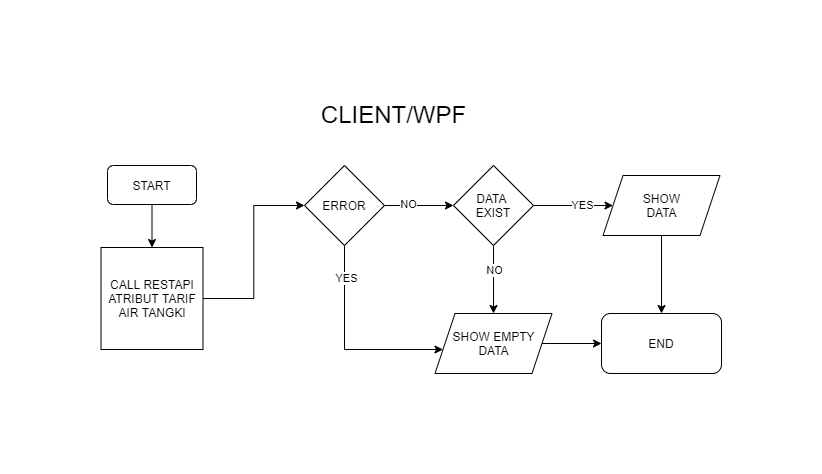 CLIENT/WPF
START
CALL RESTAPI
ATRIBUT TARIF
AIR TANGKI
ERROR
NO
DATA
EXIST
YES
SHOW
DATA
YES
NO
SHOW EMPTY
DATA
END